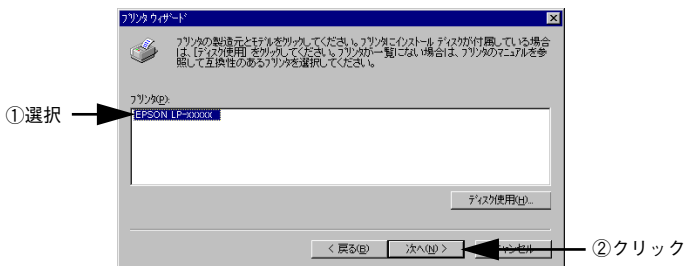 プリンタ ウィザード
プリンタの製造元とモデルをクリックしてください。プリンタにインストール ディスクが付属している場合
は、[ディスク使用] をクリックしてください。プリンタが一覧にない場合は、プリンタのマニュアルを参
照して互換性のあるプリンタを選択してください。
プリンタ(P):
①選択
EPSON LP-xxxxx
ディスク使用(H)...
< 戻る(B)
次へ(N) >
キャンセル
②クリック